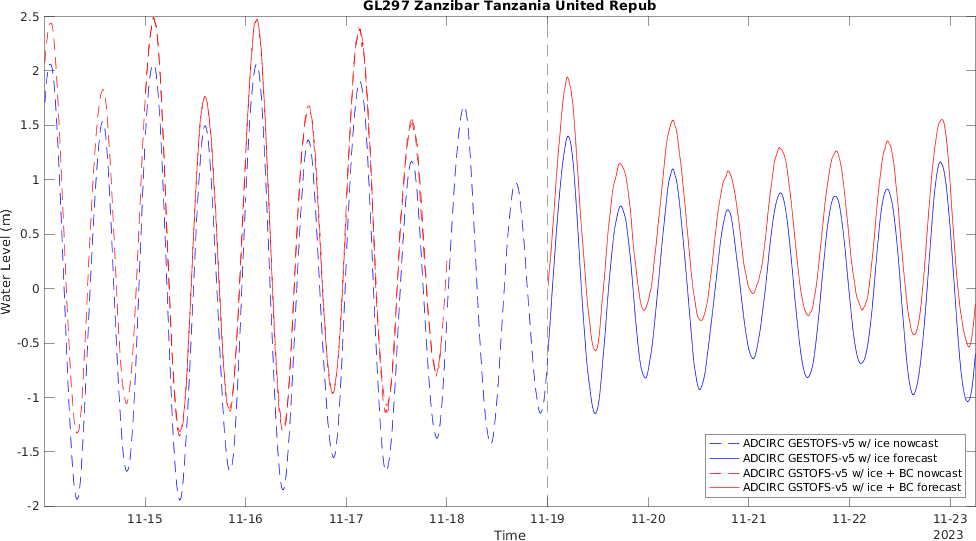 GL297 Zanzibar Tanzania United Repub
2.5
2
1.5
1
0.5
0
-0.5
-1
-1.5
-2
Water Level (m)
ADCIRC GESTOFS-v5 w/ ice nowcast
ADCIRC GESTOFS-v5 w/ ice forecast
ADCIRC GSTOFS-v5 w/ ice + BC nowcast
ADCIRC GSTOFS-v5 w/ ice + BC forecast
11-15 11-16 11-17 11-18 11-19 11-20 11-21 11-22 11-23
Time 2023